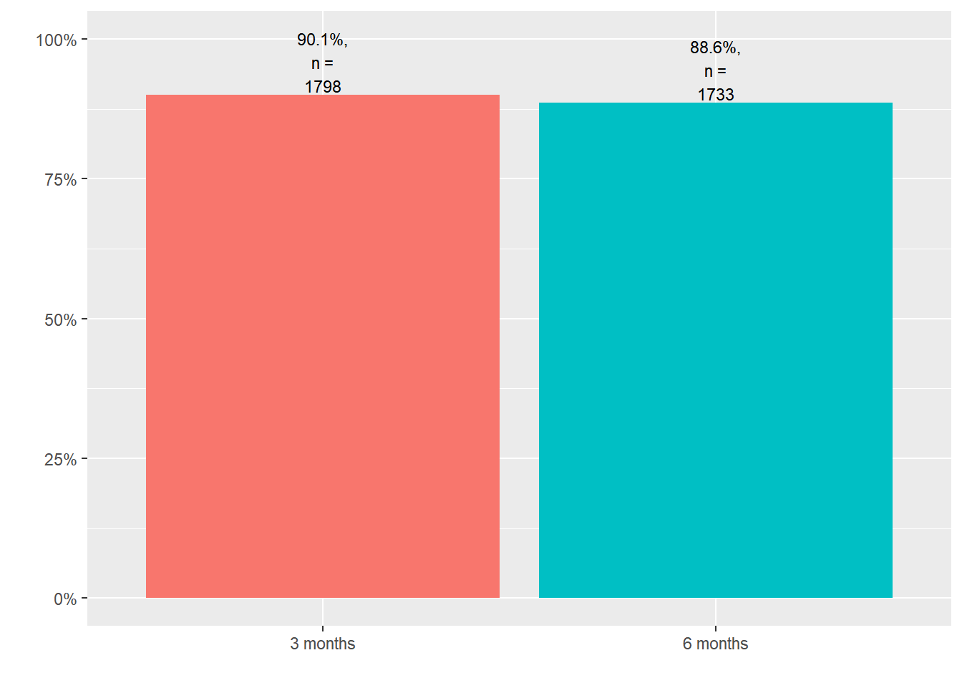 100%
75%
50%
25%
0%
90.1%,
n =
1798
88.6%,
n =
1733
3 months
6 months